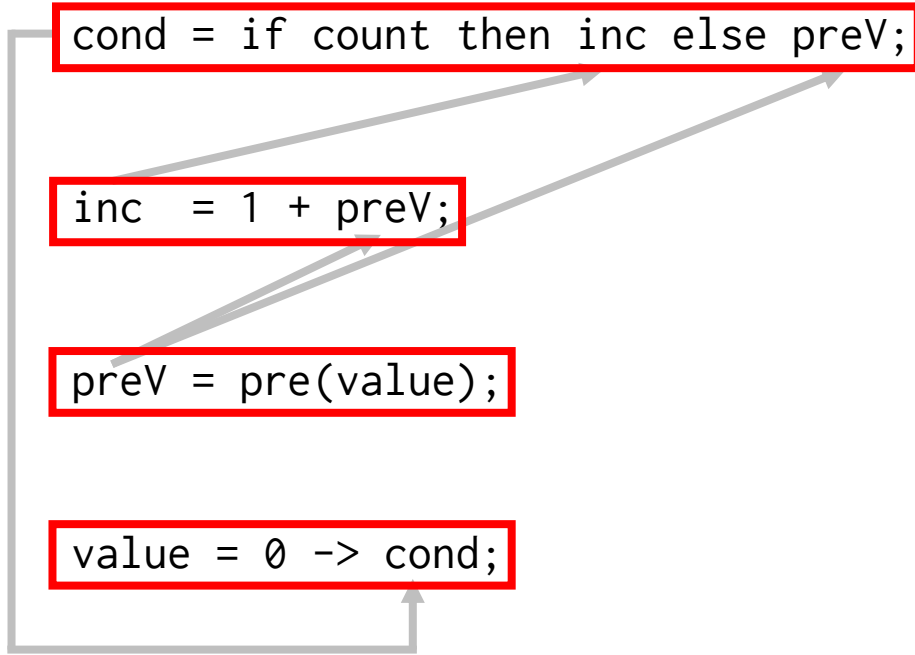 cond = if count then inc else preV;
inc  = 1 + preV;
preV = pre(value);
value = 0 -> cond;